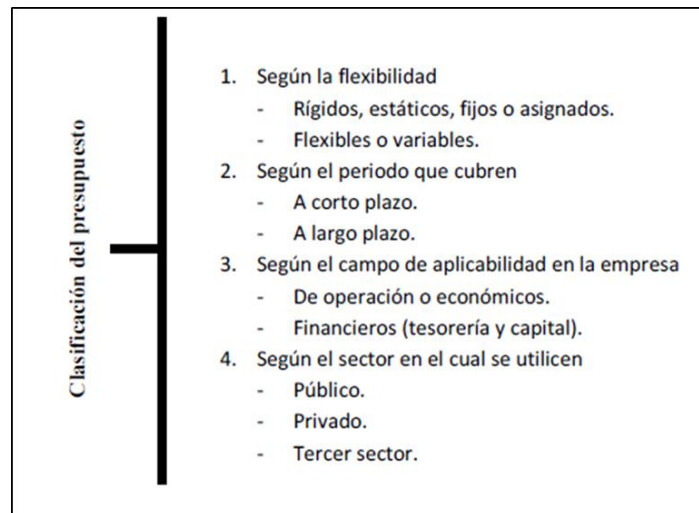 Clasificación del presupuesto
1. Según la flexibilidad
- Rígidos, estáticos, fijos o asignados.
- Flexibles o variables.
2. Según el periodo que cubren
- A corto plazo.
- A largo plazo.
3. Según el campo de aplicabilidad en la empresa
- De operación o económicos.
- Financieros (tesorería y capital).
4. Según el sector en el cual se utilicen
- Público.
- Privado.
- Tercer sector.